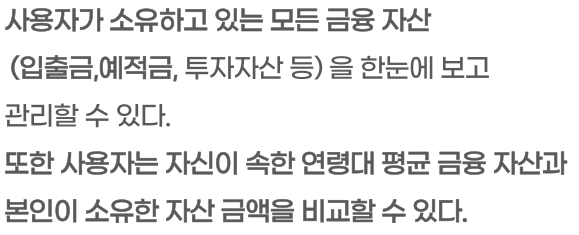 사용자가 소유하고 있는 모든 금융 자산
(입출금,예적금, 투자자산 등) 을 한눈에 보고
관리할 수 있다.
또한 사용자는 자신이 속한 연령대 평균 금융 자산과
본인이 소유한 자산 금액을 비교할 수 있다.